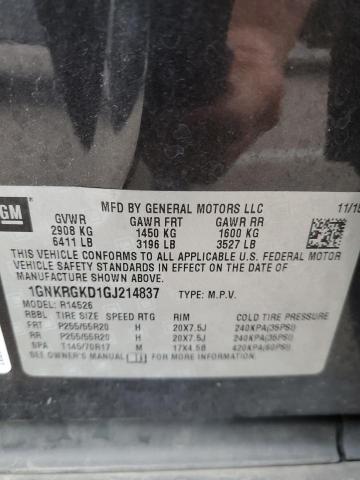 GM
MFD BY GENERAL MOTORS LLC 11/15
GVWR GAWR FRT GAWR RR
2908 KG 1450 KG 1600 KG
6411 LB 3196 LB 3527 LB
THIS VEHICLE CONFORMS TO ALL APPLICABLE U.S. FEDERAL MOTOR
VEHICLE SAFETY, BUMPER, AND THEFT PREVENTION STANDARDS IN
EFFECT ON THE DATE OF MANUFACTURE SHOWN ABOVE.
1GNKRGKD1GJ214837 TYPE: M.P.V.
MODEL: R14526
RBBL TIRE SIZE SPEED RTG RIM COLD TIRE PRESSURE
FRT P255/55R20 H 20X7.5J 240KPA(35PSI)
RR P255/55R20 H 20X7.5J 240KPA(35PSI)
SPA T145/70R17 M 17X4.5B 420KPA(60PSI)
SEE OWNER'S MANUAL FOR MORE INFORMATION.